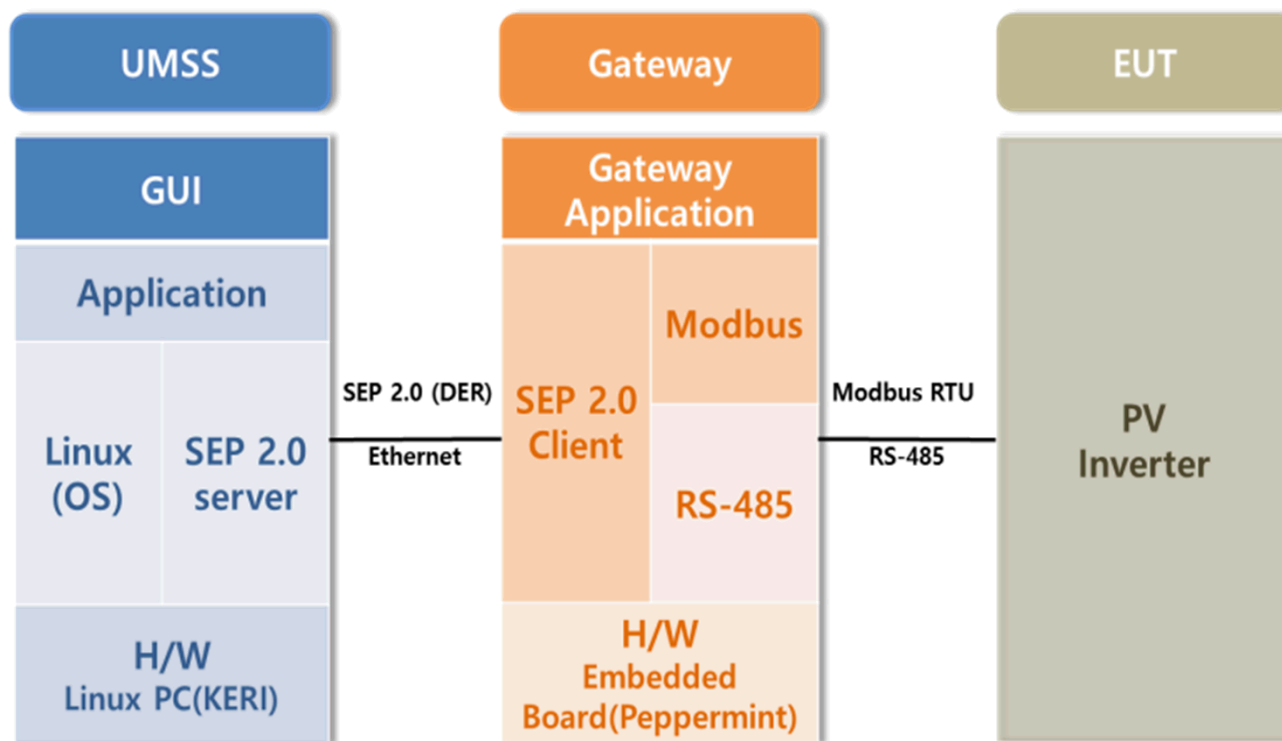 UMSS
GUI
Application
Linux
(OS)
SEP 2.0
server
H/W
Linux PC(KERI)
SEP 2.0 (DER)
Ethernet
Gateway
Gateway
Application
SEP 2.0
Client
Modbus
RS-485
H/W
Embedded
Board(Peppermint)
Modbus RTU
RS-485
EUT
PV
Inverter